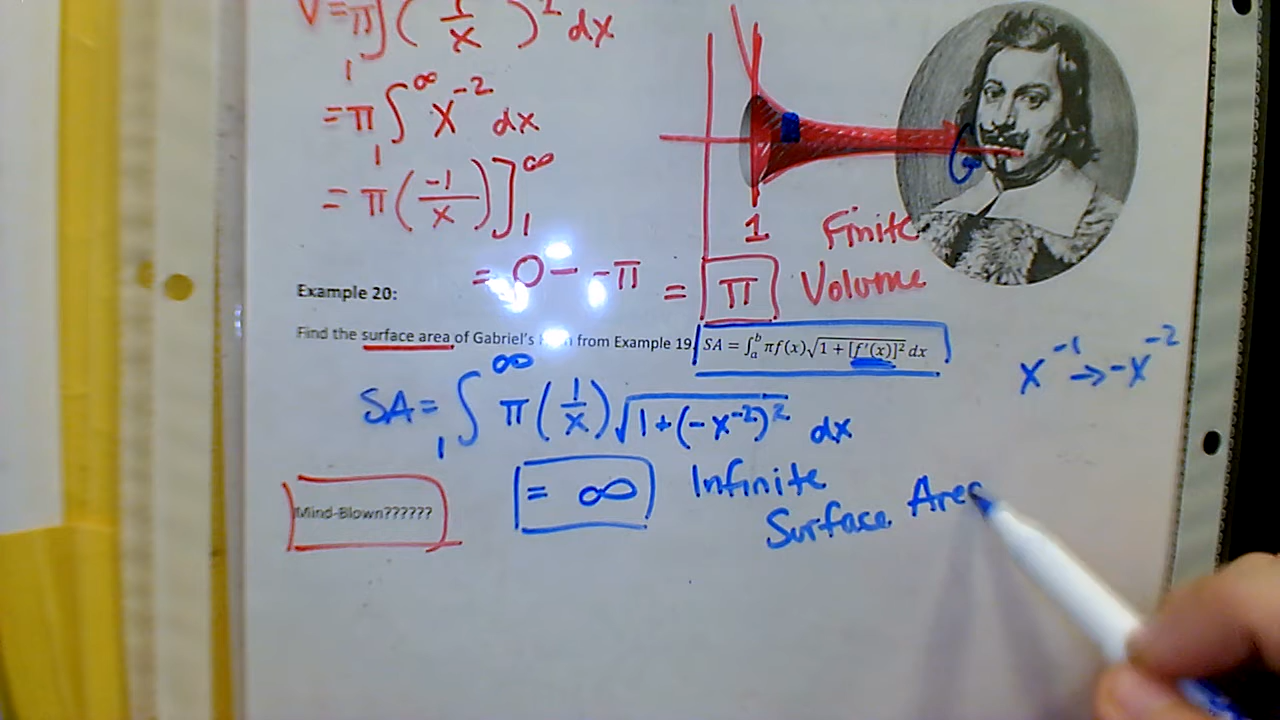 V = π∫₁ ( 1/x )² dx
= π ∫₁^∞ x⁻² dx
= π ( -1/x ) ]₁^∞
= 0 - -π = π
1
Finite
Volume
Example 20:
Find the surface area of Gabriel's from Example 19 SA = ∫ₐᵇ πf(x)√(1 + [f'(x)]²) dx
x⁻¹ → -x⁻²
SA = ∫₁^∞ π ( 1/x ) √(1+(-x⁻²)²) dx
Mind-Blown??????
= ∞ Infinite
Surface Area